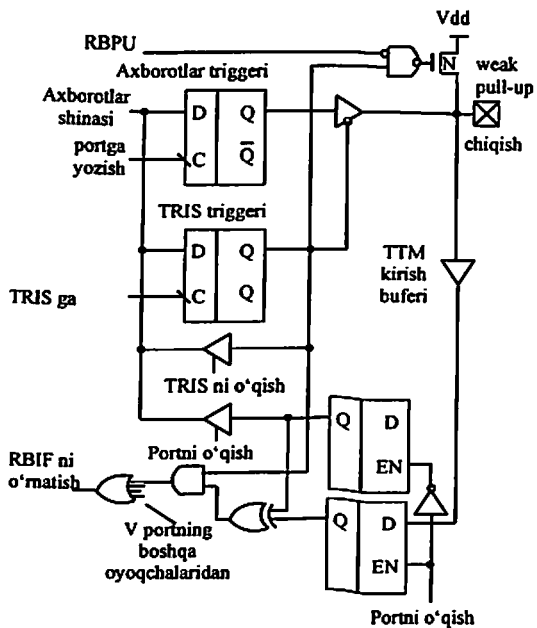 Vdd
RBPU
N
weak
pull-up
Axborotlar triggeri
Axborotlar
shinasi
D Q
portga
yozish
C Q̅
chiqish
TRIS triggeri
D Q
TRIS ga
C Q
TTM
kirish
buferi
TRIS ni o‘qish
Q D
EN
Portni o‘qish
RBIF ni
o‘rnatish
Q D
EN
V portning
boshqa
oyoqchalaridan
Portni o‘qish